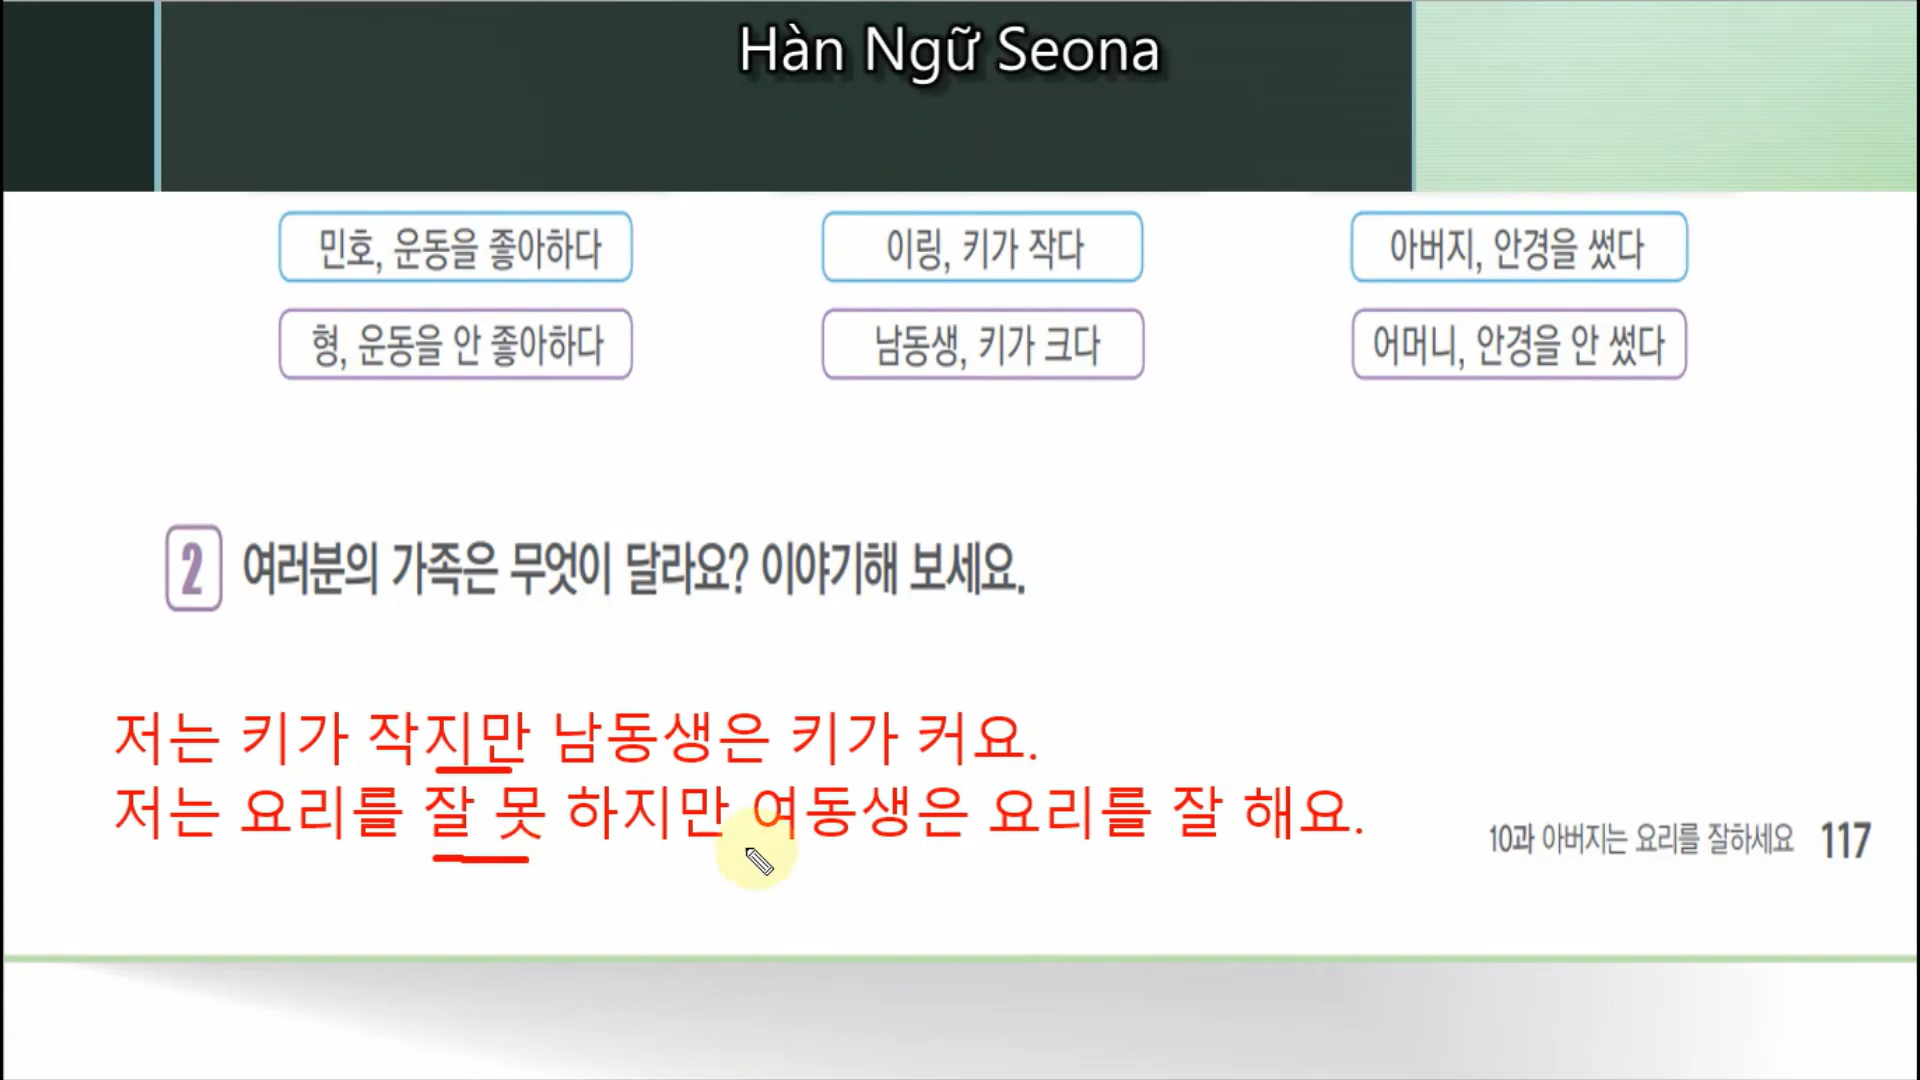 Hàn Ngữ Seona
민호, 운동을 좋아하다
이링, 키가 작다
아버지, 안경을 썼다
형, 운동을 안 좋아하다
남동생, 키가 크다
어머니, 안경을 안 썼다
2 여러분의 가족은 무엇이 달라요? 이야기해 보세요.
저는 키가 작지만 남동생은 키가 커요.
저는 요리를 잘 못 하지만 여동생은 요리를 잘 해요.
10과 아버지는 요리를 잘하세요 117